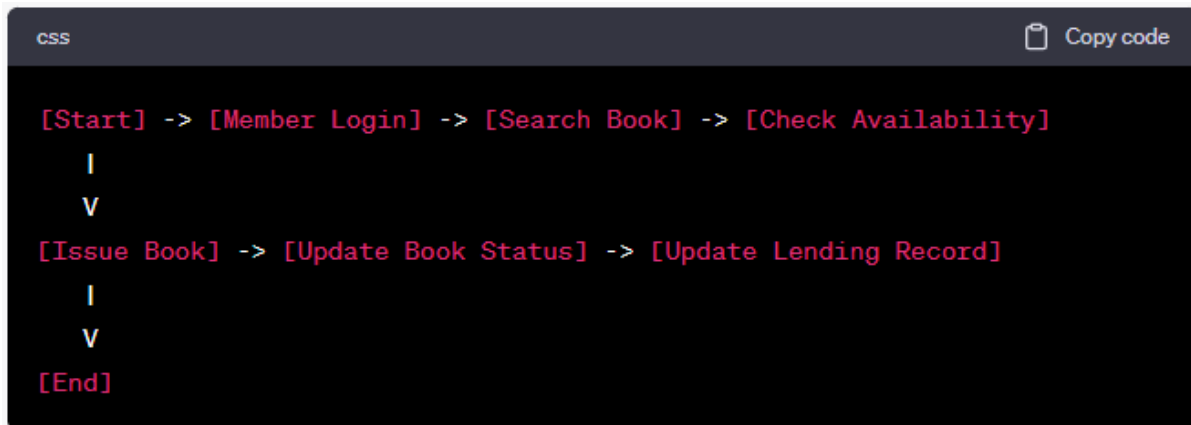 css Copy code
[Start] -> [Member Login] -> [Search Book] -> [Check Availability]
|
V
[Issue Book] -> [Update Book Status] -> [Update Lending Record]
|
V
[End]